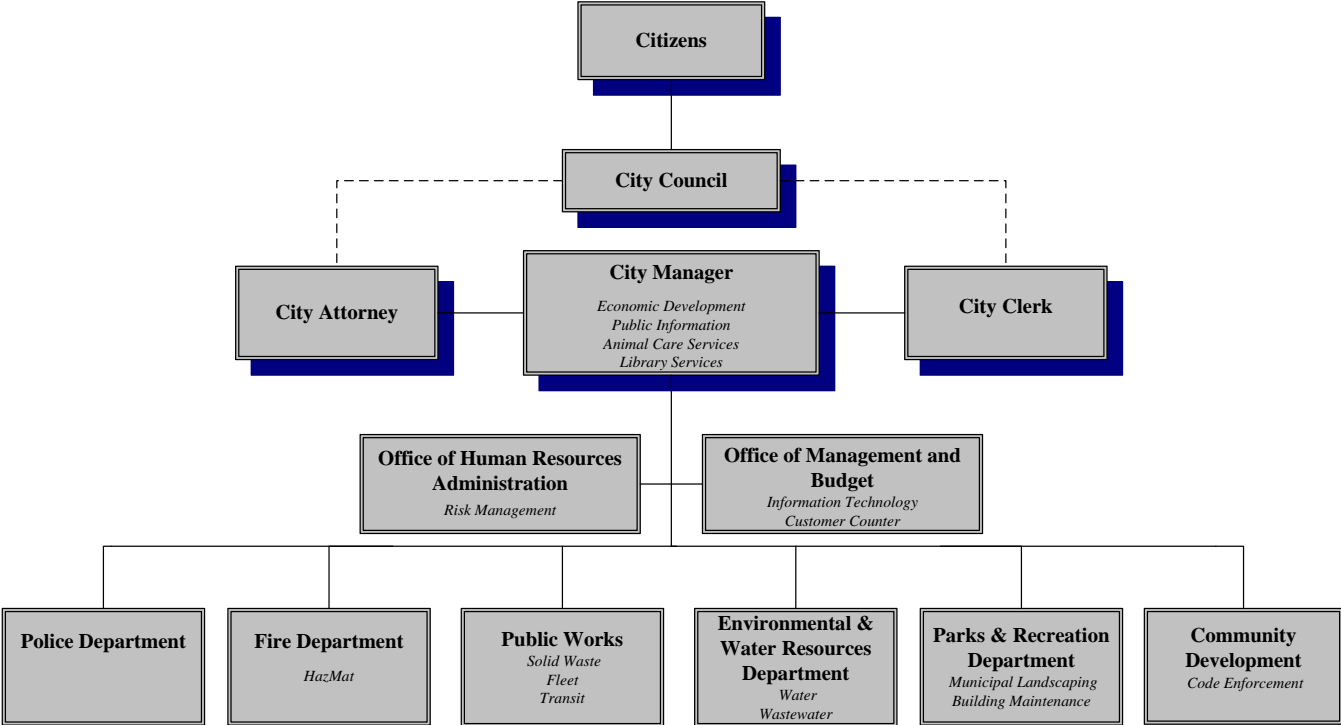 Citizens
City Council
City Attorney
City Manager
Economic Development
Public Information
Animal Care Services
Library Services
City Clerk
Office of Human Resources
Administration
Risk Management
Office of Management and
Budget
Information Technology
Customer Counter
Police Department
Fire Department
HazMat
Public Works
Solid Waste
Fleet
Transit
Environmental &
Water Resources
Department
Water
Wastewater
Parks & Recreation
Department
Municipal Landscaping
Building Maintenance
Community
Development
Code Enforcement